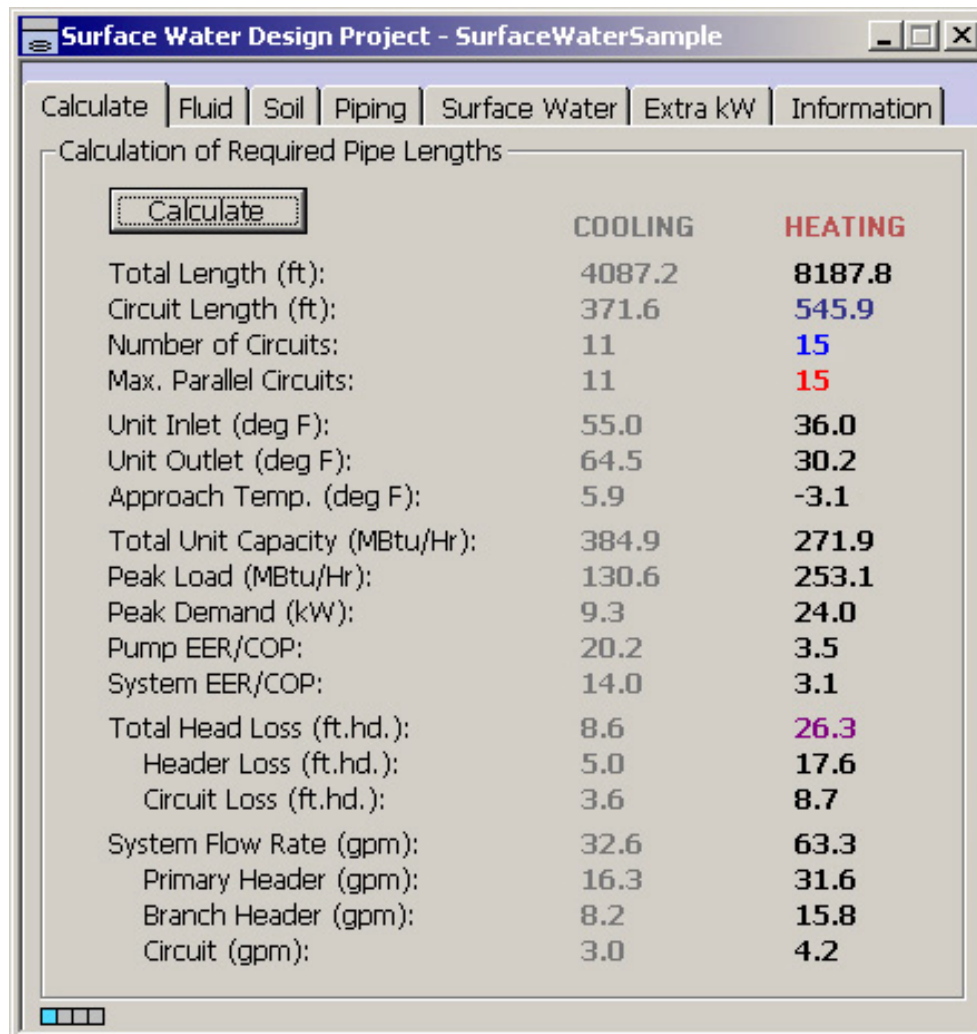 Surface Water Design Project - SurfaceWaterSample
Calculate Fluid Soil Piping Surface Water Extra kW Information
Calculation of Required Pipe Lengths
Calculate COOLING HEATING
Total Length (ft): 4087.2 8187.8
Circuit Length (ft): 371.6 545.9
Number of Circuits: 11 15
Max. Parallel Circuits: 11 15
Unit Inlet (deg F): 55.0 36.0
Unit Outlet (deg F): 64.5 30.2
Approach Temp. (deg F): 5.9 -3.1
Total Unit Capacity (MBtu/Hr): 384.9 271.9
Peak Load (MBtu/Hr): 130.6 253.1
Peak Demand (kW): 9.3 24.0
Pump EER/COP: 20.2 3.5
System EER/COP: 14.0 3.1
Total Head Loss (ft.hd.): 8.6 26.3
Header Loss (ft.hd.): 5.0 17.6
Circuit Loss (ft.hd.): 3.6 8.7
System Flow Rate (gpm): 32.6 63.3
Primary Header (gpm): 16.3 31.6
Branch Header (gpm): 8.2 15.8
Circuit (gpm): 3.0 4.2